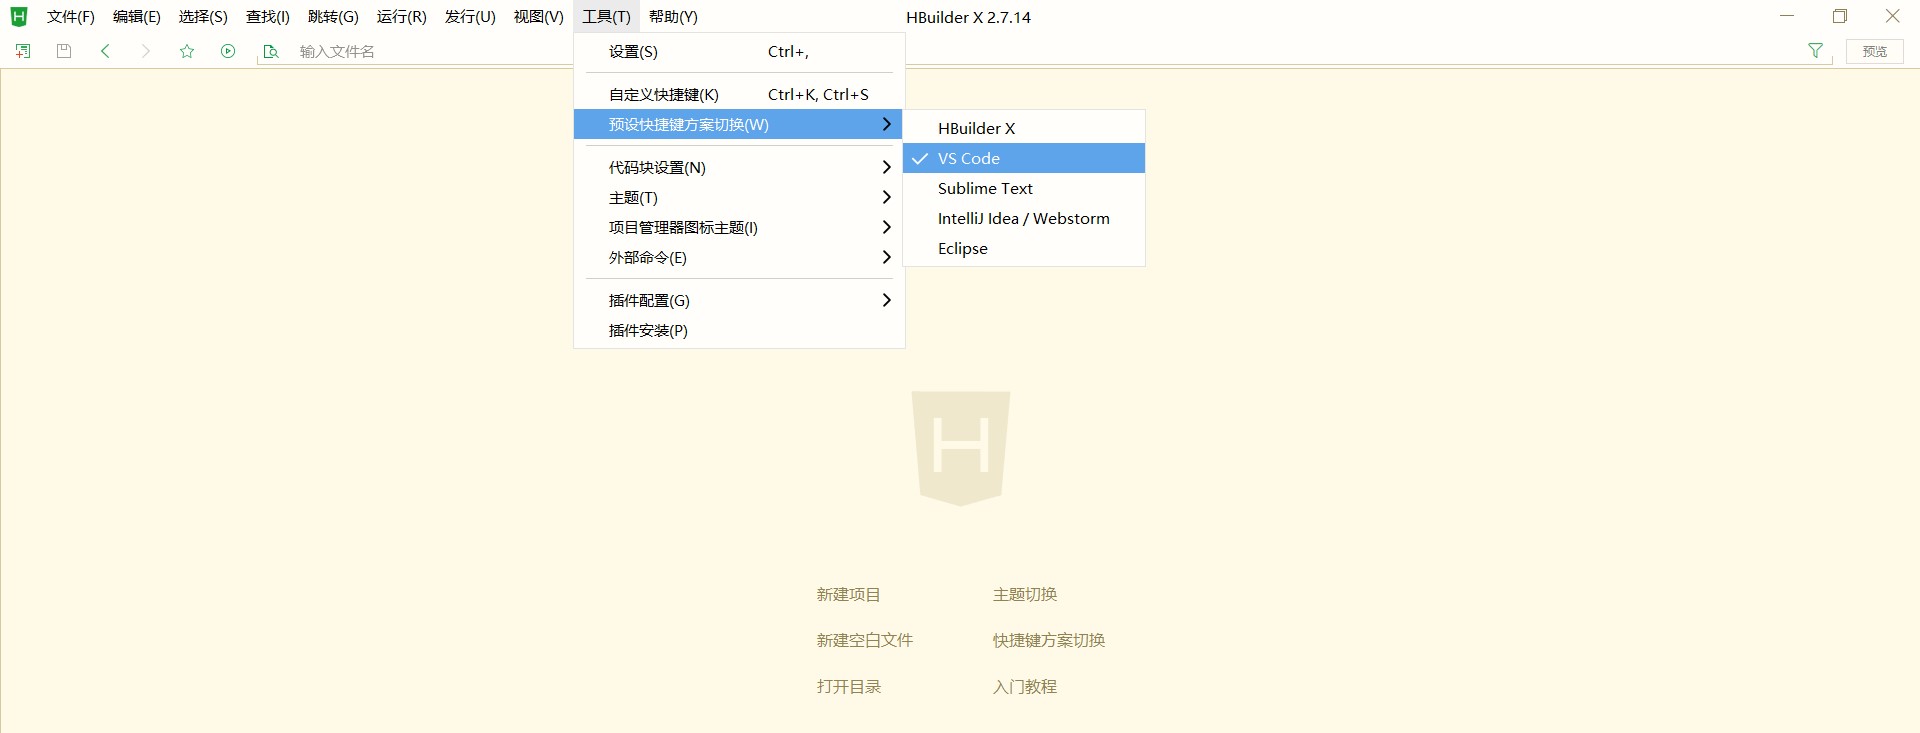 文件(F) 编辑(E) 选择(S) 查找(I) 跳转(G) 运行(R) 发行(U) 视图(V) 工具(T) 帮助(Y) HBuilder X 2.7.14
输入文件名 预览
设置(S) Ctrl+,
自定义快捷键(K) Ctrl+K, Ctrl+S
预设快捷键方案切换(W)
代码块设置(N)
主题(T)
项目管理器图标主题(I)
外部命令(E)
插件配置(G)
插件安装(P)
HBuilder X
VS Code
Sublime Text
IntelliJ Idea / Webstorm
Eclipse
H
新建项目 主题切换
新建空白文件 快捷键方案切换
打开目录 入门教程